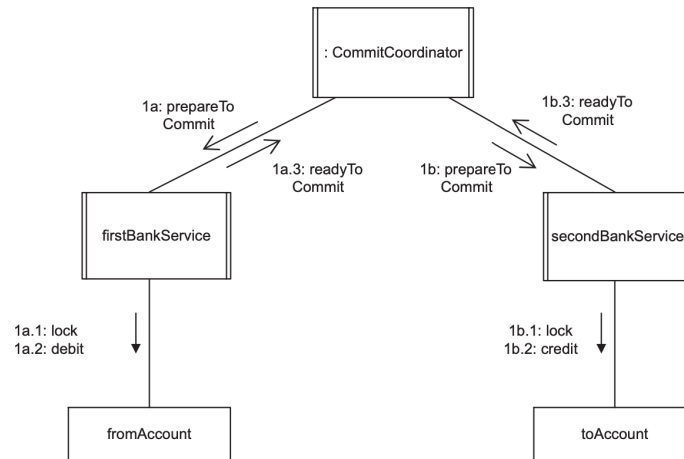 : CommitCoordinator
1a: prepareTo
Commit
1b.3: readyTo
Commit
1a.3: readyTo
Commit
1b: prepareTo
Commit
firstBankService
secondBankService
1a.1: lock
1a.2: debit
1b.1: lock
1b.2: credit
fromAccount
toAccount